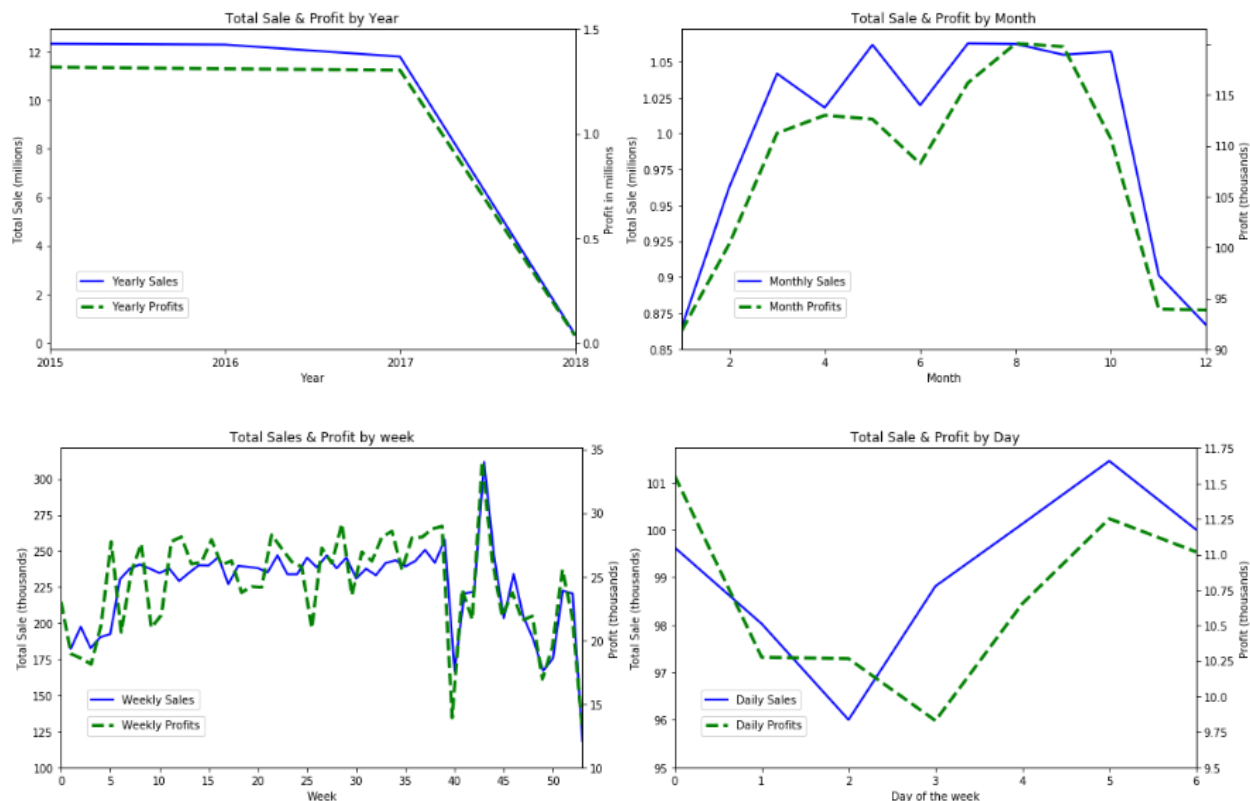 Total Sale & Profit by Year
Total Sale (millions)
12
10
8
6
4
2
0
1.5
1.0
0.5
0.0
Profit in millions
Yearly Sales
Yearly Profits
2015 2016 2017 2018
Year
Total Sale & Profit by Month
Total Sale (millions)
1.05
1.025
1.0
0.975
0.95
0.925
0.9
0.875
0.85
115
110
105
100
95
90
Profit (thousands)
Monthly Sales
Month Profits
2 4 6 8 10 12
Month
Total Sales & Profit by week
Total Sale (thousands)
300
275
250
225
200
175
150
125
100
35
30
25
20
15
10
Profit (thousands)
Weekly Sales
Weekly Profits
0 5 10 15 20 25 30 35 40 45 50
Week
Total Sale & Profit by Day
Total Sale (thousands)
101
100
99
98
97
96
95
11.75
11.50
11.25
11.0
10.75
10.50
10.25
10.0
9.75
9.5
Profit (thousands)
Daily Sales
Daily Profits
0 1 2 3 4 5 6
Day of the week